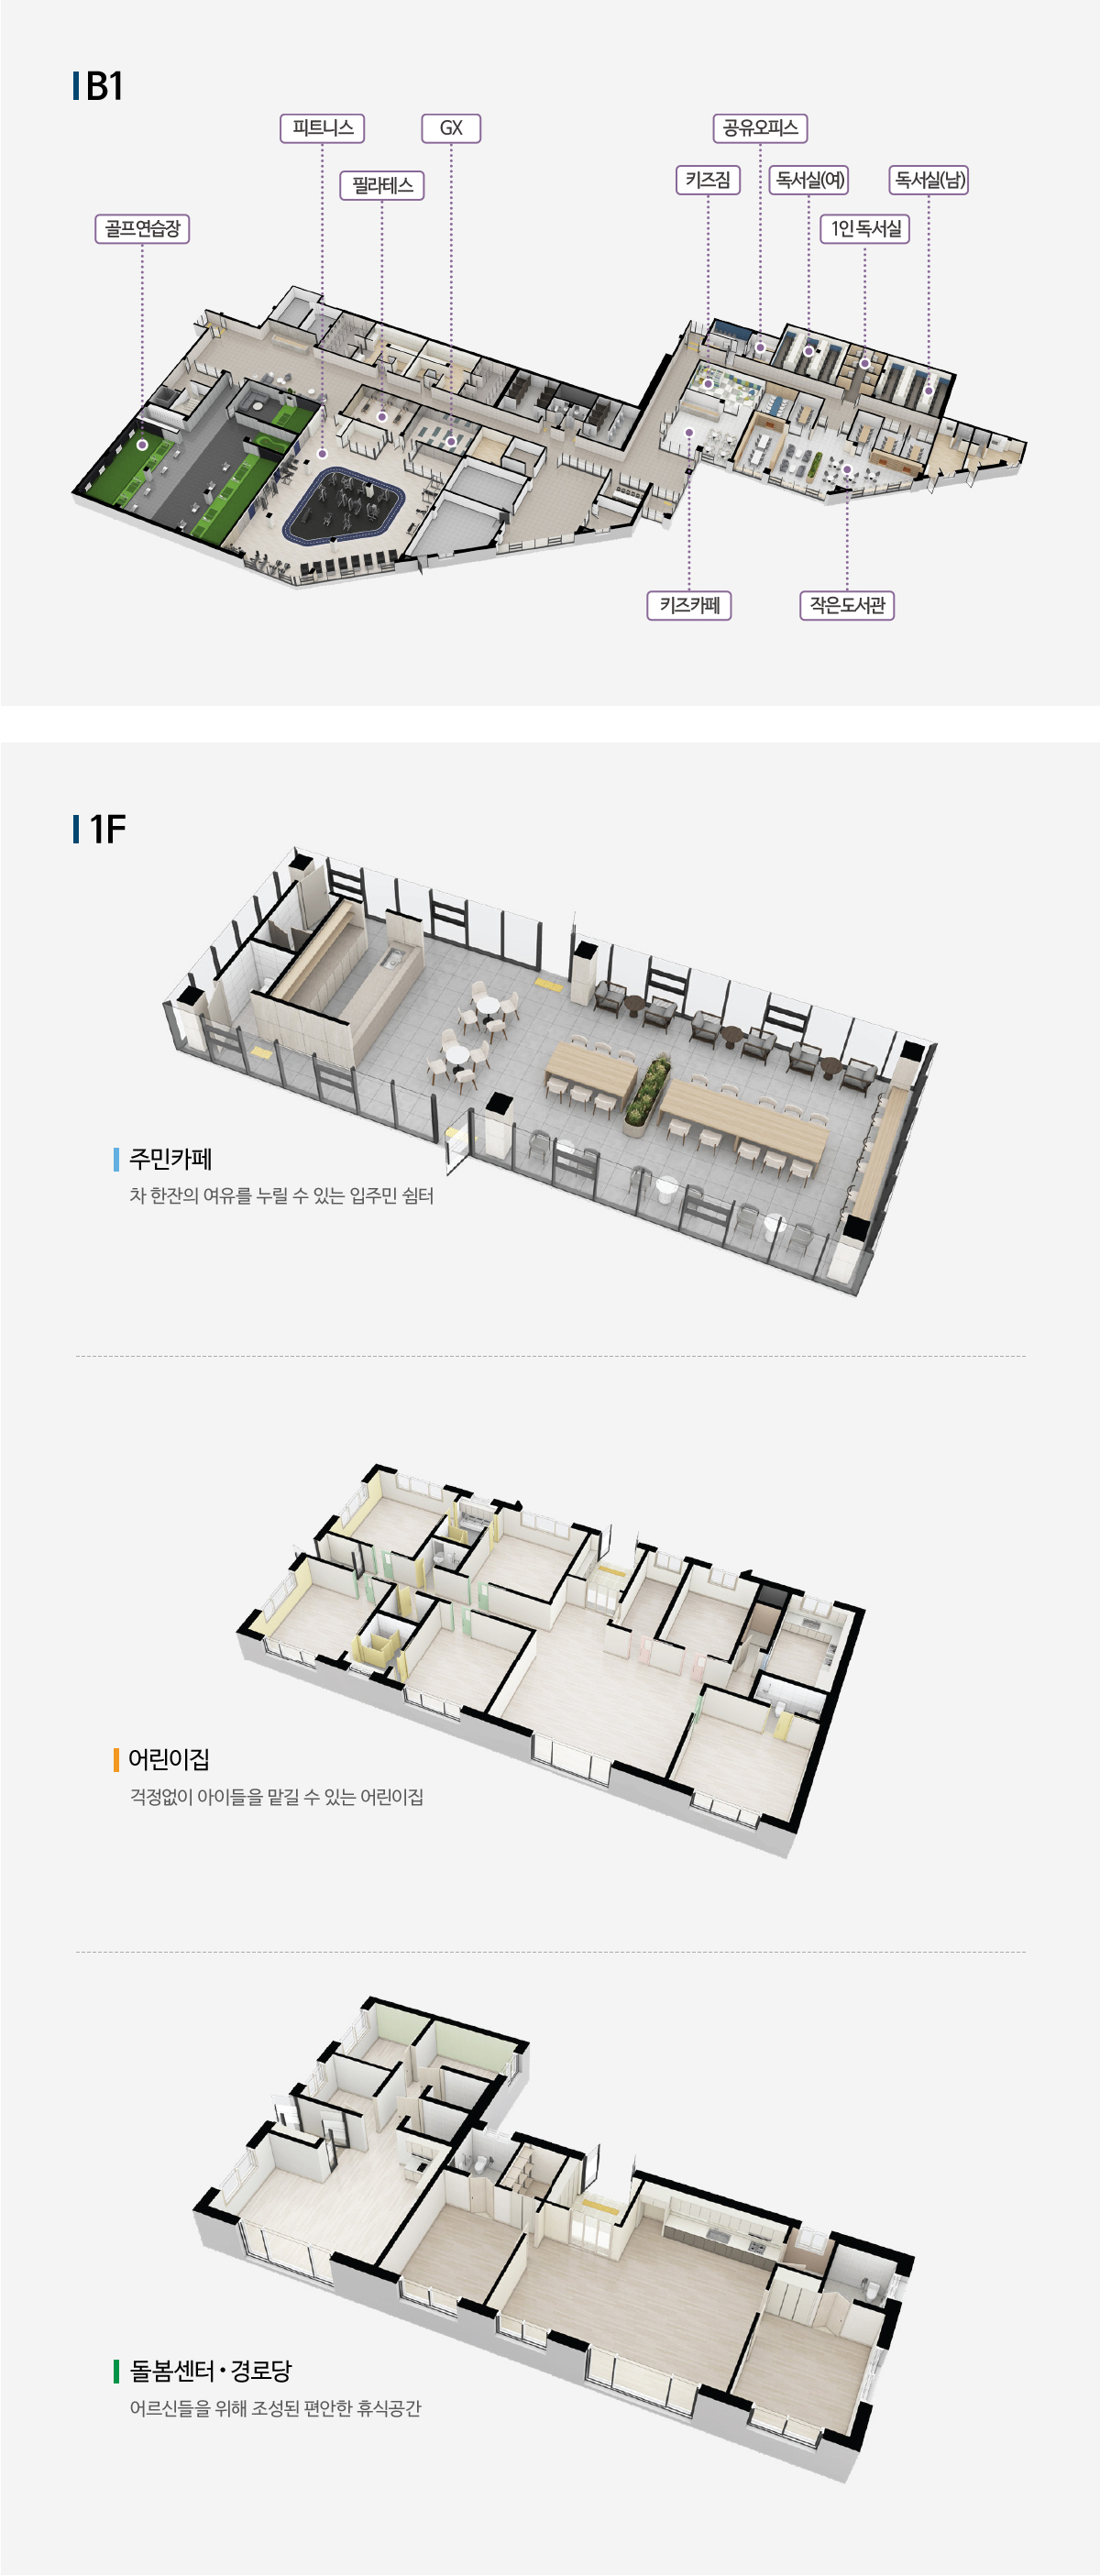 B1
피트니스
GX
공유오피스
필라테스
키즈짐
독서실(여)
독서실(남)
골프연습장
1인 독서실
키즈카페
작은도서관
1F
주민카페
차 한잔의 여유를 누릴 수 있는 입주민 쉼터
어린이집
걱정없이 아이들을 맡길 수 있는 어린이집
돌봄센터 • 경로당
어르신들을 위해 조성된 편안한 휴식공간